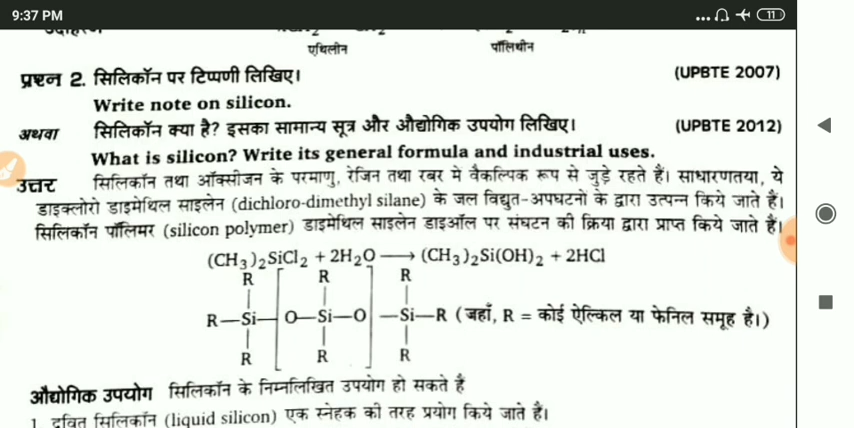 9:37 PM
11
उदाहरण
एथिलीन
पॉलिथीन
प्रश्न 2. सिलिकॉन पर टिप्पणी लिखिए। (UPBTE 2007)
Write note on silicon.
अथवा सिलिकॉन क्या है? इसका सामान्य सूत्र और औद्योगिक उपयोग लिखिए। (UPBTE 2012)
What is silicon? Write its general formula and industrial uses.
उत्तर सिलिकॉन तथा ऑक्सीजन के परमाणु, रेजिन तथा रबर मे वैकल्पिक रूप से जुड़े रहते हैं। साधारणतया, ये
डाइक्लोरो डाइमेथिल साइलेन (dichloro-dimethyl silane) के जल विद्युत-अपघटनों के द्वारा उत्पन्न किये जाते हैं।
सिलिकॉन पॉलिमर (silicon polymer) डाइमेथिल साइलेन डाइऑल पर संघटन की क्रिया द्वारा प्राप्त किये जाते हैं।
(CH₃)₂SiCl₂ + 2H₂O ⟶ (CH₃)₂Si(OH)₂ + 2HCl
R R R
R—Si—[O—Si—O]—Si—R (जहाँ, R = कोई ऐल्किल या फेनिल समूह है।)
R R R
औद्योगिक उपयोग सिलिकॉन के निम्नलिखित उपयोग हो सकते हैं
1. द्रवित सिलिकॉन (liquid silicon) एक स्नेहक की तरह प्रयोग किये जाते हैं।